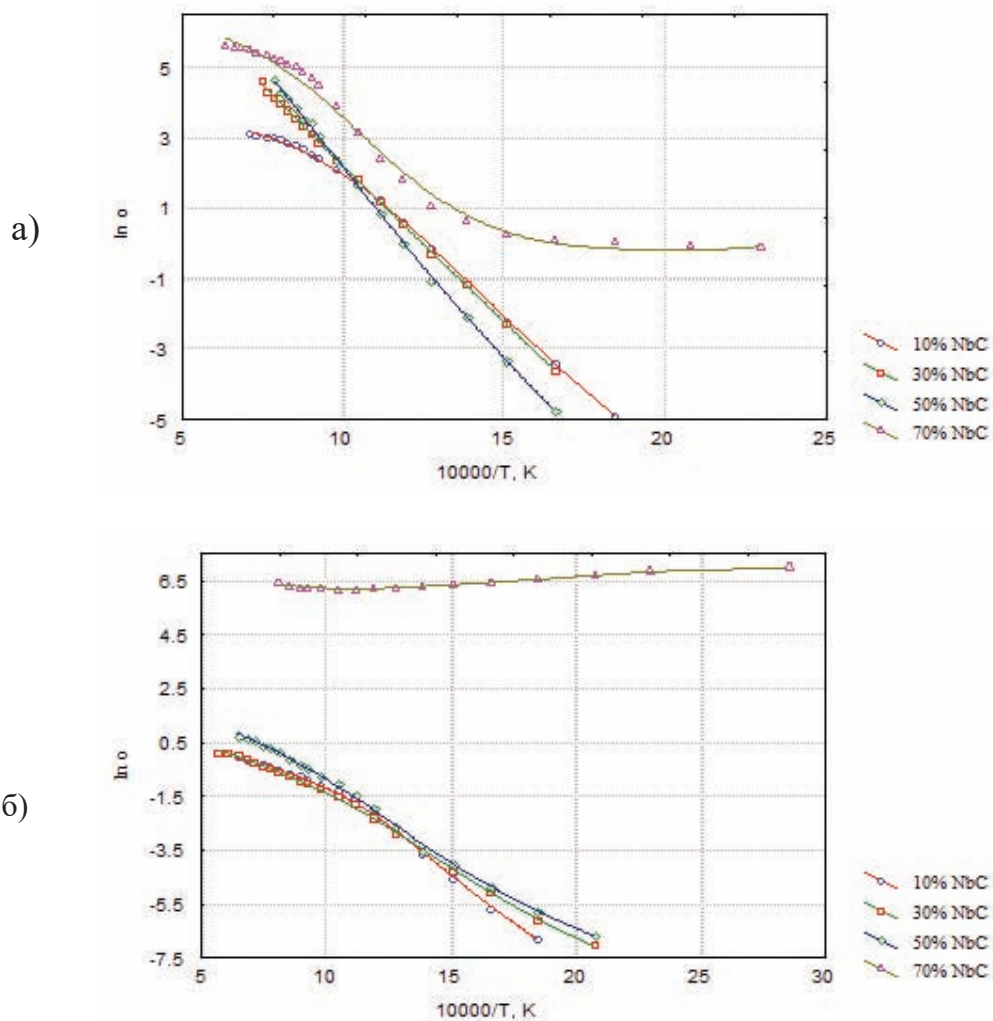 а)
ln σ
5
3
1
-1
-3
-5
5 10 15 20 25
10000/T, K
10% NbC
30% NbC
50% NbC
70% NbC
б)
ln σ
6.5
4.5
2.5
0.5
-1.5
-3.5
-5.5
-7.5
5 10 15 20 25 30
10000/T, K
10% NbC
30% NbC
50% NbC
70% NbC